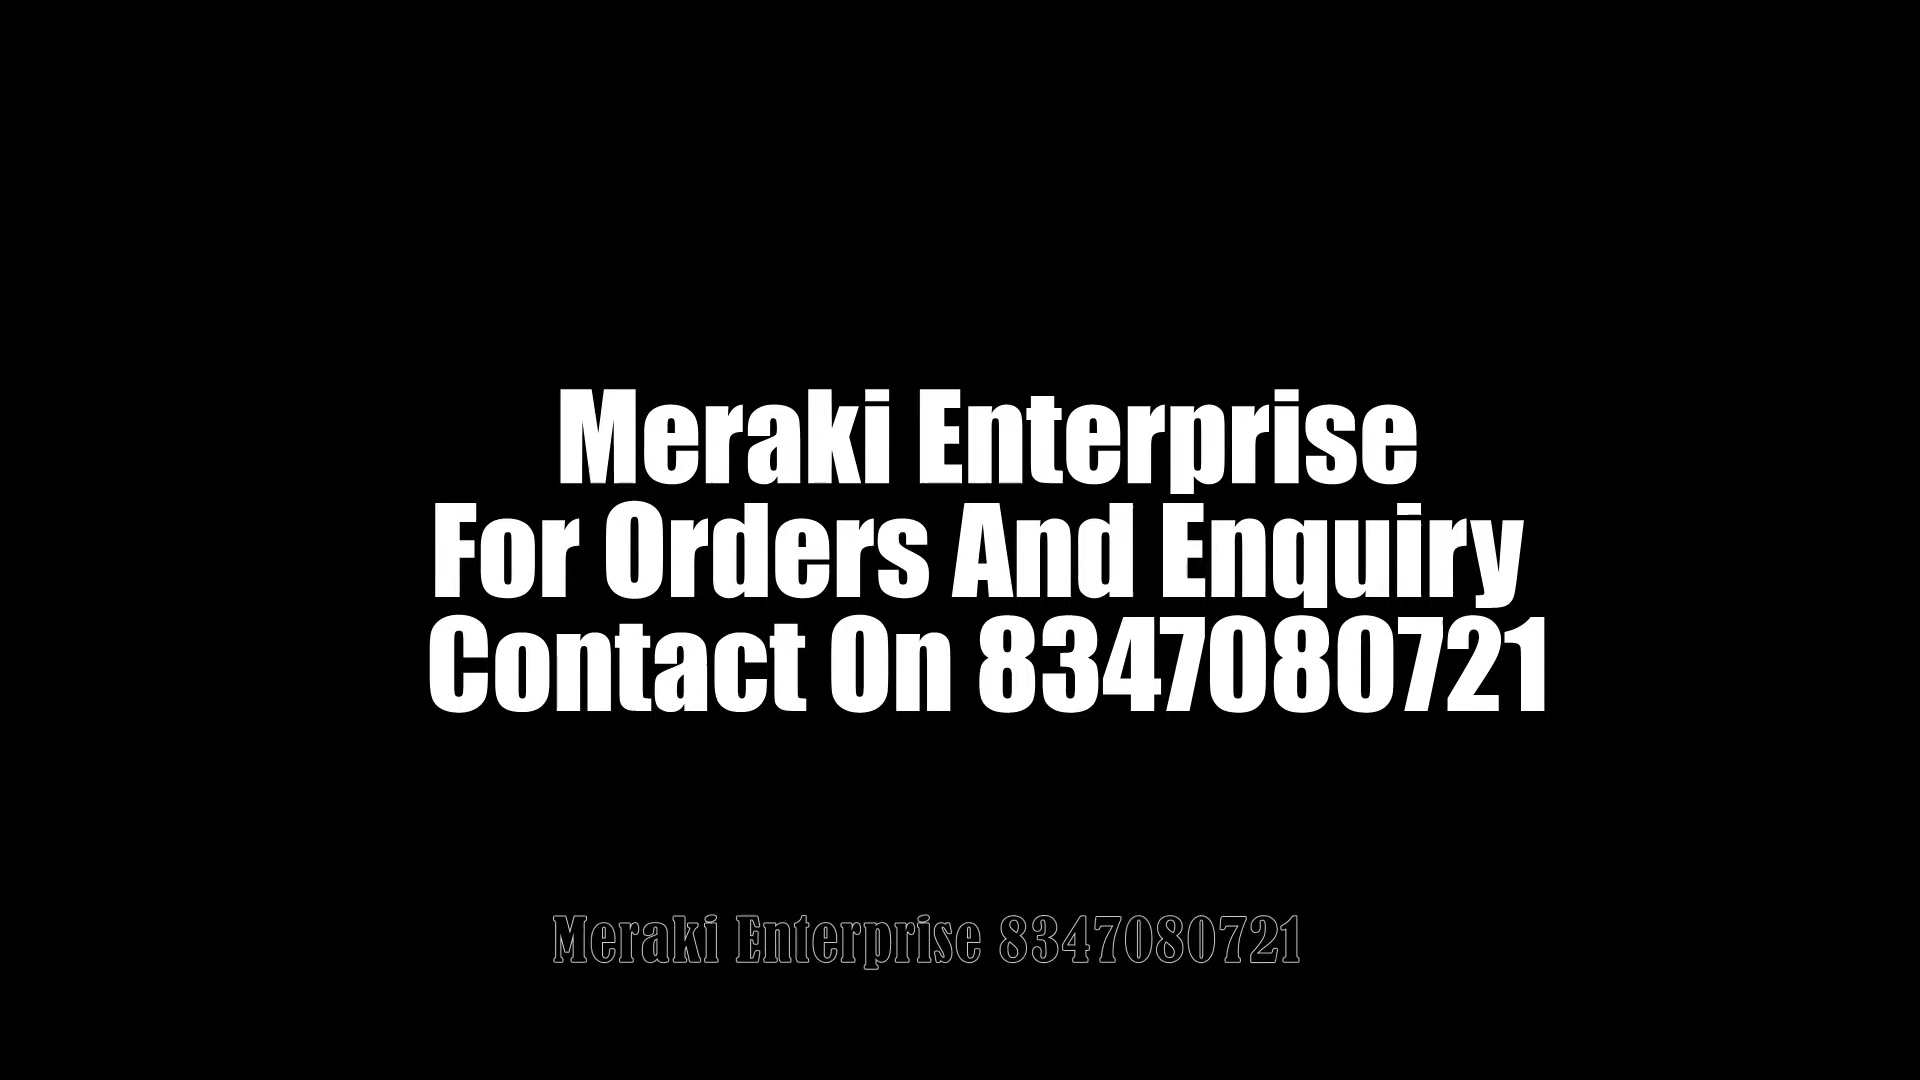 Meraki Enterprise
For Orders And Enquiry
Contact On 8347080721
Meraki Enterprise 8347080721